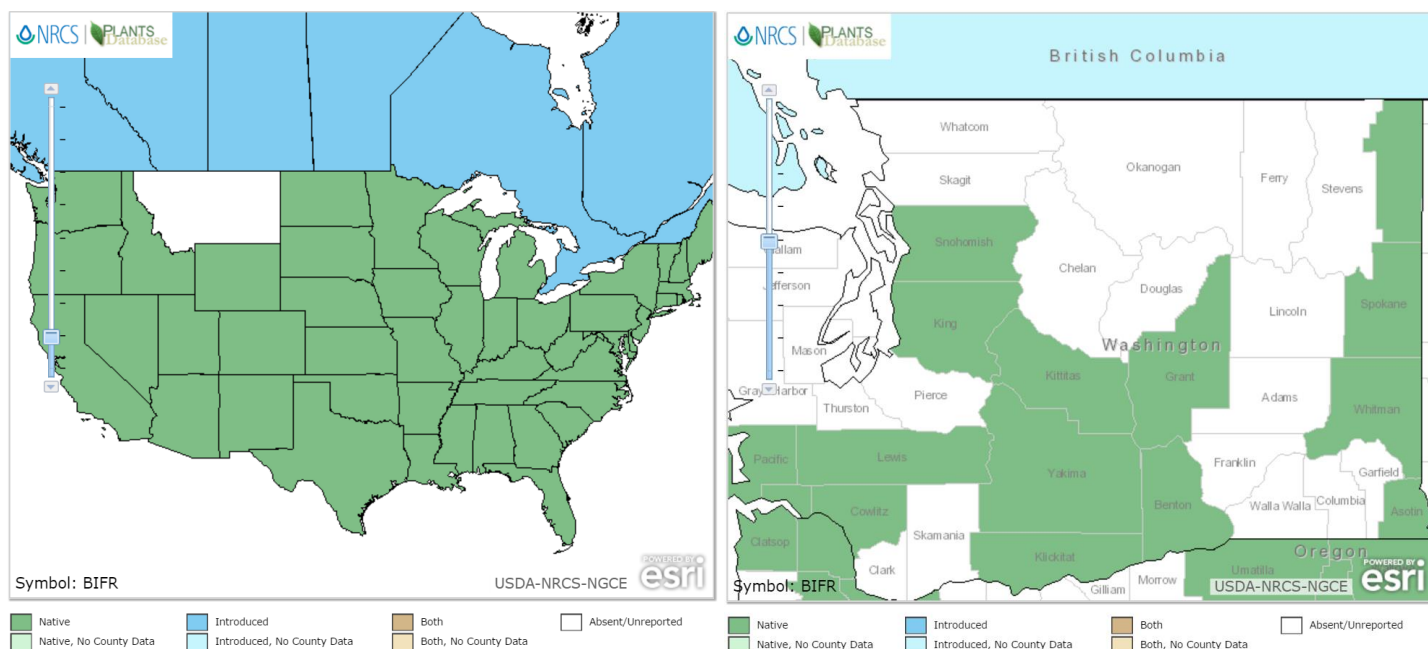 NRCS | PLANTS
Database
Symbol: BIFR
USDA-NRCS-NGCE
POWERED BY
esri
Native
Introduced
Both
Absent/Unreported
Native, No County Data
Introduced, No County Data
Both, No County Data
NRCS | PLANTS
Database
British Columbia
Whatcom
Okanogan
Ferry
Stevens
Skagit
Snohomish
Chelan
Douglas
Jefferson
Lincoln
Spokane
King
Washington
Mason
Kittitas
Grant
Grays Harbor
Pierce
Adams
Whitman
Thurston
Pacific
Lewis
Yakima
Franklin
Garfield
Cowlitz
Skamania
Benton
Walla Walla
Columbia
Asotin
Clatsop
Klickitat
Oregon
Clark
Morrow
Umatilla
Gilliam
Symbol: BIFR
USDA-NRCS-NGCE
POWERED BY
esri
Native
Introduced
Both
Absent/Unreported
Native, No County Data
Introduced, No County Data
Both, No County Data